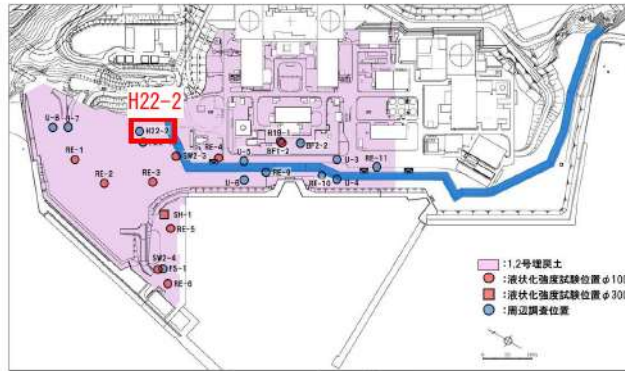 H22-2
U-8
U-7
H22-2
RE-1
RE-2
RE-3
SW2-3
RE-4
U-5
U-6
RE-9
H19-1
BF1-2
BF2-2
U-3
RE-10
U-4
RE-11
SH-1
RE-5
SW2-4
FS-1
RE-6
:1,2号埋戻土
:液状化強度試験位置φ100
:液状化強度試験位置φ300
:周辺調査位置